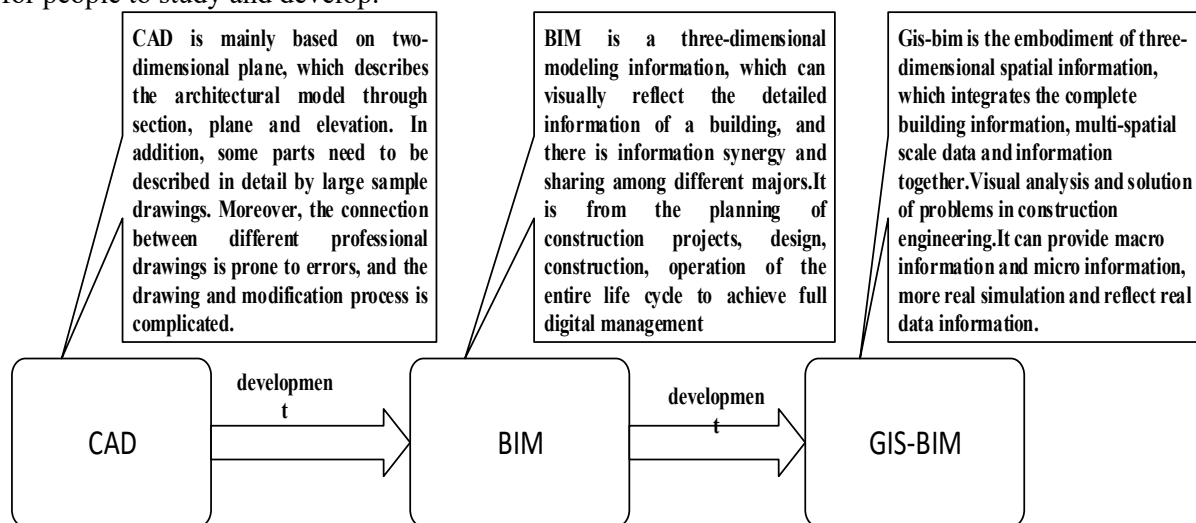 for people to study and develop.
CAD is mainly based on two-
dimensional plane, which describes
the architectural model through
section, plane and elevation. In
addition, some parts need to be
described in detail by large sample
drawings. Moreover, the connection
between different professional
drawings is prone to errors, and the
drawing and modification process is
complicated.
BIM is a three-dimensional
modeling information, which can
visually reflect the detailed
information of a building, and
there is information synergy and
sharing among different majors.It
is from the planning of
construction projects, design,
construction, operation of the
entire life cycle to achieve full
digital management
Gis-bim is the embodiment of three-
dimensional spatial information,
which integrates the complete
building information, multi-spatial
scale data and information
together.Visual analysis and solution
of problems in construction
engineering.It can provide macro
information and micro information,
more real simulation and reflect real
data information.
CAD
developmen
t
BIM
developmen
t
GIS-BIM